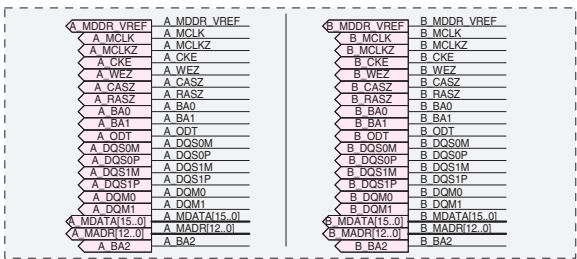 A_MDDR_VREF A_MDDR_VREF B_MDDR_VREF B_MDDR_VREF
A_MCLK A_MCLK B_MCLK B_MCLK
A_MCLKZ A_MCLKZ B_MCLKZ B_MCLKZ
A_CKE A_CKE B_CKE B_CKE
A_WEZ A_WEZ B_WEZ B_WEZ
A_CASZ A_CASZ B_CASZ B_CASZ
A_RASZ A_RASZ B_RASZ B_RASZ
A_BA0 A_BA0 B_BA0 B_BA0
A_BA1 A_BA1 B_BA1 B_BA1
A_ODT A_ODT B_ODT B_ODT
A_DQS0M A_DQS0M B_DQS0M B_DQS0M
A_DQS0P A_DQS0P B_DQS0P B_DQS0P
A_DQS1M A_DQS1M B_DQS1M B_DQS1M
A_DQS1P A_DQS1P B_DQS1P B_DQS1P
A_DQM0 A_DQM0 B_DQM0 B_DQM0
A_DQM1 A_DQM1 B_DQM1 B_DQM1
A_MDATA[15..0] A_MDATA[15..0] B_MDATA[15..0] B_MDATA[15..0]
A_MADR[12..0] A_MADR[12..0] B_MADR[12..0] B_MADR[12..0]
A_BA2 A_BA2 B_BA2 B_BA2